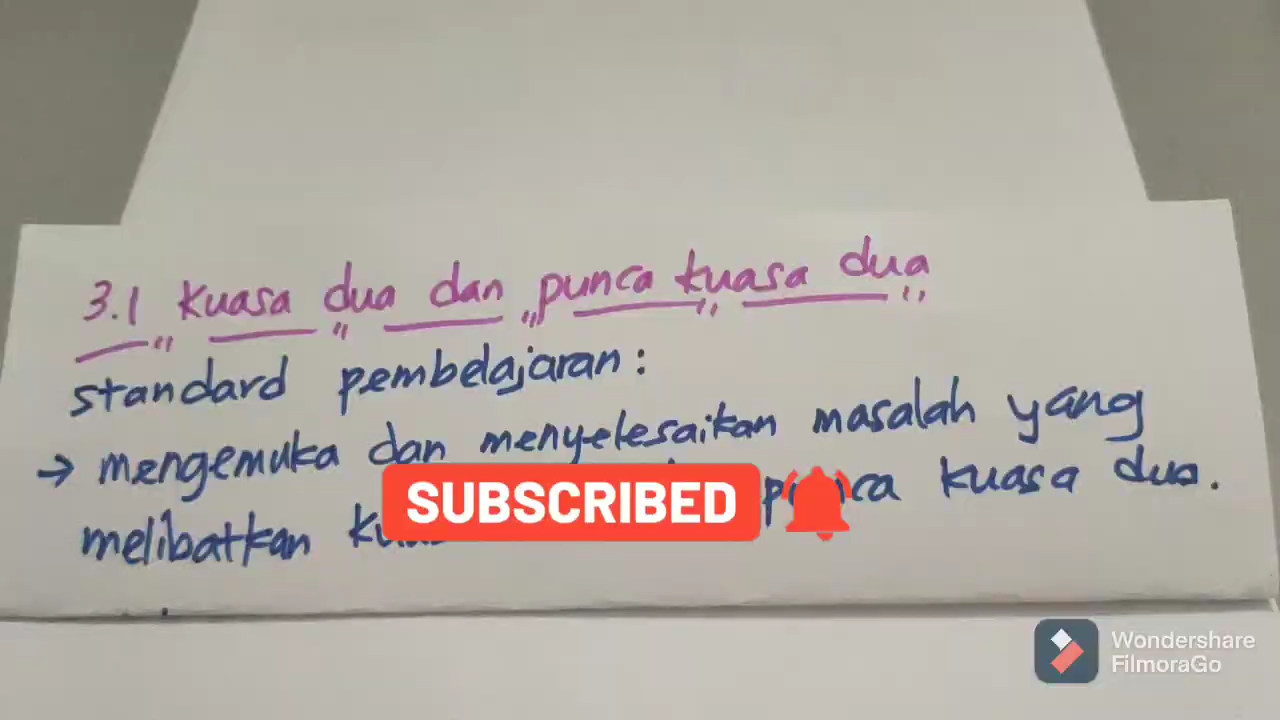 3.1 kuasa dua dan punca kuasa dua
standard pembelajaran:
→ mengemuka dan menyelesaikan masalah yang
melibatkan punca kuasa dua.
SUBSCRIBED
Wondershare
FilmoraGo